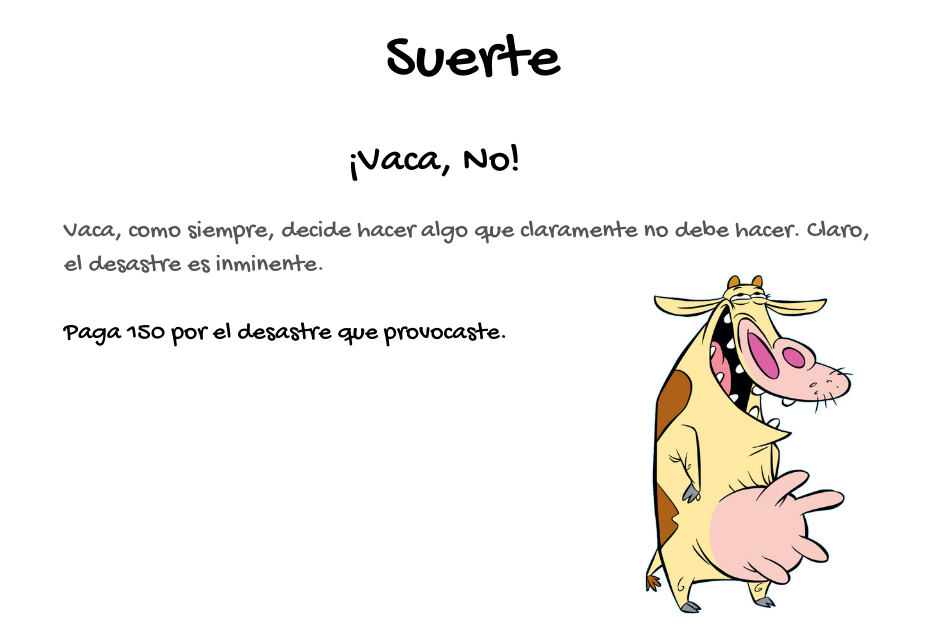 Suerte
¡Vaca, No!
Vaca, como siempre, decide hacer algo que claramente no debe hacer. Claro,
el desastre es inminente.
Paga 150 por el desastre que provocaste.